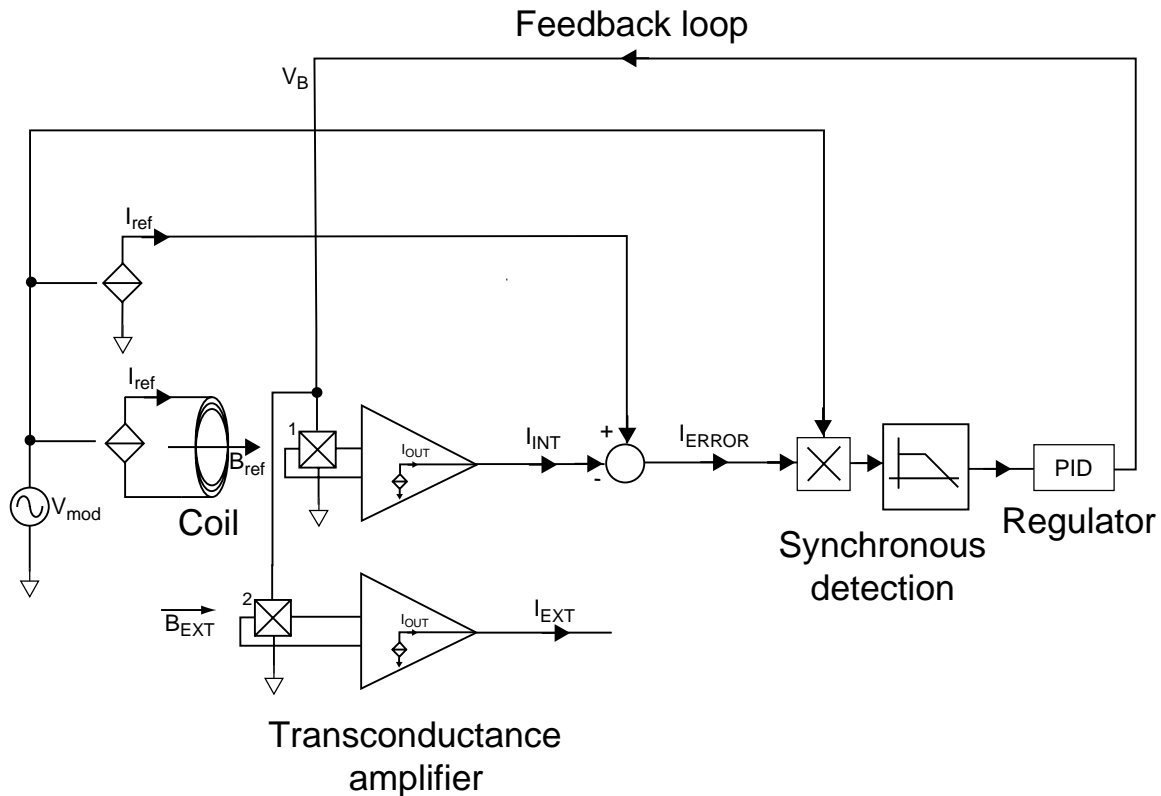 Feedback loop
V_B
I_ref
I_ref
B_ref
1
I_OUT
I_INT
+
-
I_ERROR
PID
V_mod
Coil
Regulator
Synchronous
detection
2
B_EXT
I_OUT
I_EXT
Transconductance
amplifier